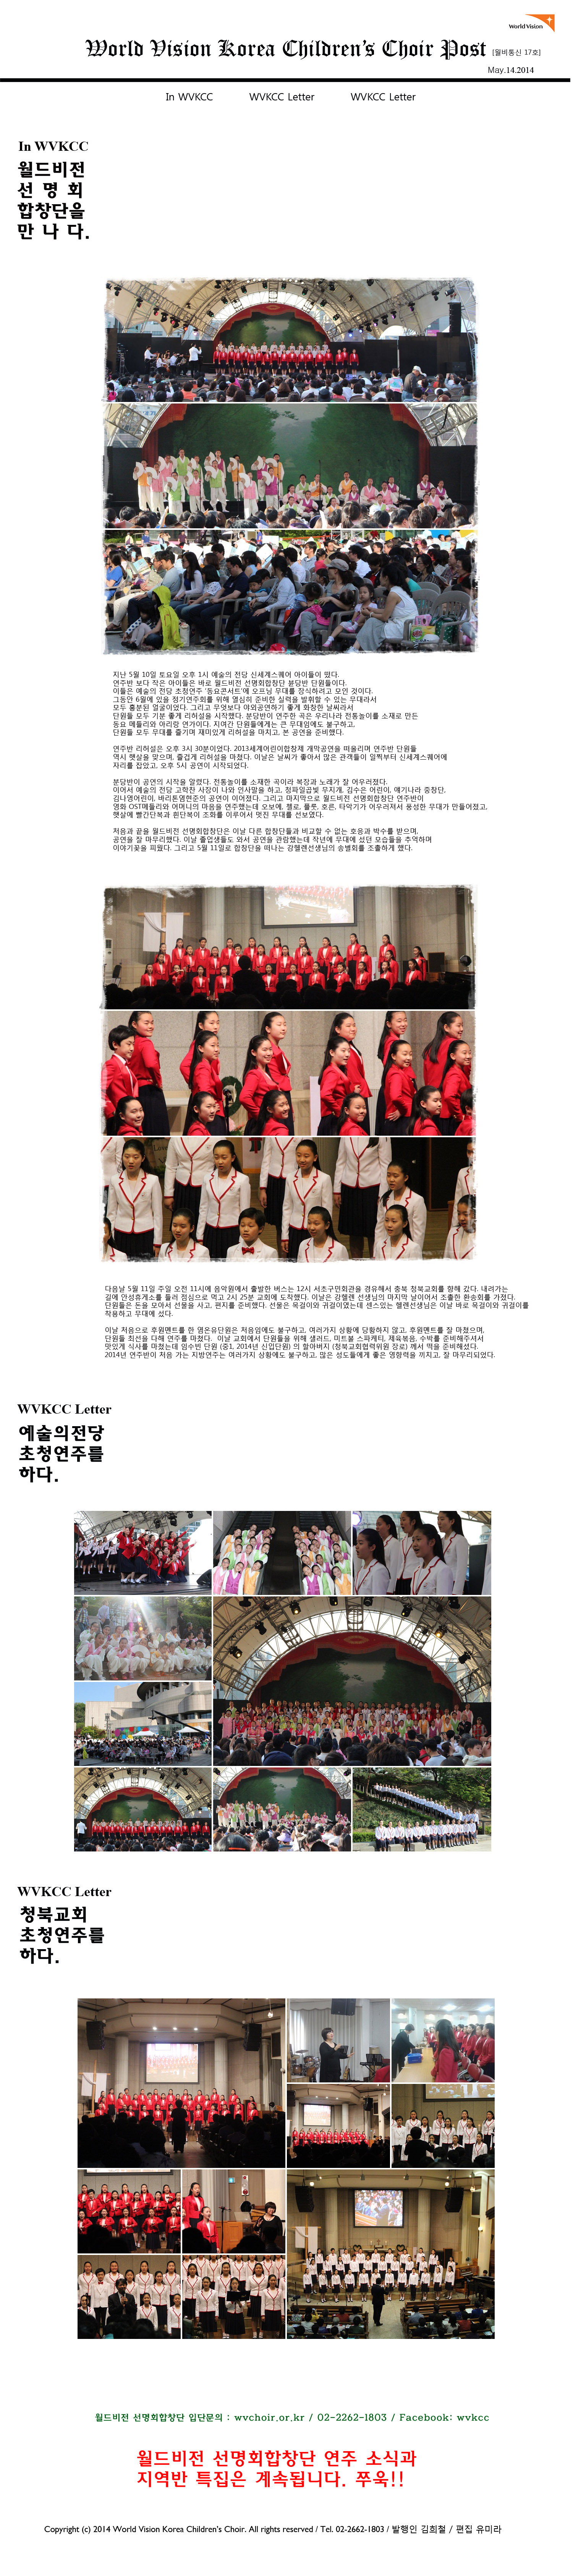 World Vision
World Vision Korea Children's Choir Post [월비통신 17호]
May.14.2014
In WVKCC WVKCC Letter WVKCC Letter
In WVKCC
월드비전
선 명 회
합창단을
만 나 다.
지난 5월 10일 토요일 오후 1시 예술의 전당 신세계스퀘어 아이들이 떴다.
연주반 보다 작은 아이들은 바로 월드비전 선명회합창단 분당반 단원들이다.
이들은 예술의 전당 초청연주 '동요콘서트'에 오프닝 무대를 장식하려고 모인 것이다.
그동안 6월에 있을 정기연주회를 위해 열심히 준비한 실력을 발휘할 수 있는 무대라서
모두 흥분된 얼굴이었다. 그리고 무엇보다 야외공연하기 좋게 화창한 날씨라서
단원들 모두 기분 좋게 리허설을 시작했다. 분당반이 연주한 곡은 우리나라 전통놀이를 소재로 만든
동요 메들리와 아리랑 연가이다. 지여간 단원들에게는 큰 무대임에도 불구하고,
단원들 모두 무대를 즐기며 재미있게 리허설을 마치고, 본 공연을 준비했다.
연주반 리허설은 오후 3시 30분이었다. 2013세계어린이합창제 개막공연을 떠올리며 연주반 단원들
역시 햇살을 맞으며, 즐겁게 리허설을 마쳤다. 이날은 날씨가 좋아서 많은 관객들이 일찍부터 신세계스퀘어에
자리를 잡았고, 오후 5시 공연이 시작되었다.
분당반이 공연의 시작을 알렸다. 전통놀이를 소재한 곡이라 복장과 노래가 잘 어우러졌다.
이어서 예술의 전당 고학찬 사장이 나와 인사말을 하고, 청파일곱빛 무지개, 김수은 어린이, 예기나라 중창단,
김나영어린이, 바리톤염현준의 공연이 이어졌다. 그리고 마지막으로 월드비전 선명회합창단 연주반이
영화 OST메들리와 어머니의 마음을 연주했는데 오보에, 첼로, 플룻, 호른, 타악기가 어우러져서 풍성한 무대가 만들어졌고,
햇살에 빨간단복과 흰단복이 조화를 이루어서 멋진 무대를 선보였다.
처음과 끝을 월드비전 선명회합창단은 이날 다른 합창단들과 비교할 수 없는 호응과 박수를 받으며,
공연을 잘 마무리했다. 이날 졸업생들도 와서 공연을 관람했는데 작년에 무대에 섰던 모습들을 추억하며
이야기꽃을 피웠다. 그리고 5월 11일로 합창단을 떠나는 강헬렌선생님의 송별회를 조촐하게 했다.
다음날 5월 11일 주일 오전 11시에 음악원에서 출발한 버스는 12시 서초구민회관을 경유해서 충북 청북교회를 향해 갔다. 내려가는
길에 안성휴게소를 들러 점심으로 먹고 2시 25분 교회에 도착했다. 이날은 강헬렌 선생님의 마지막 날이어서 조촐한 환송회를 가졌다.
단원들은 돈을 모아서 선물을 사고, 편지를 준비했다. 선물은 목걸이와 귀걸이였는데 센스있는 헬렌선생님은 이날 바로 목걸이와 귀걸이를
착용하고 무대에 섰다.
이날 처음으로 후원멘트를 한 염온유단원은 처음임에도 불구하고, 여러가지 상황에 당황하지 않고, 후원멘트를 잘 마쳤으며,
단원들 최선을 다해 연주를 마쳤다. 이날 교회에서 단원들을 위해 샐러드, 미트볼 스파게티, 제육볶음, 수박을 준비해주셔서
맛있게 식사를 마쳤는데 임수빈 단원 (중1, 2014년 신입단원) 의 할아버지 (청북교회협력위원 장로) 께서 떡을 준비해셨다.
2014년 연주반이 처음 가는 지방연주는 여러가지 상황에도 불구하고, 많은 성도들에게 좋은 영향력을 끼치고, 잘 마무리되었다.
WVKCC Letter
예술의전당
초청연주를
하다.
WVKCC Letter
청북교회
초청연주를
하다.
월드비전 선명회합창단 입단문의 : wvchoir.or.kr / 02-2262-1803 / Facebook: wvkcc
월드비전 선명회합창단 연주 소식과
지역반 특집은 계속됩니다. 쭈욱!!
Copyright (c) 2014 World Vision Korea Children's Choir. All rights reserved / Tel. 02-2662-1803 / 발행인 김희철 / 편집 유미라